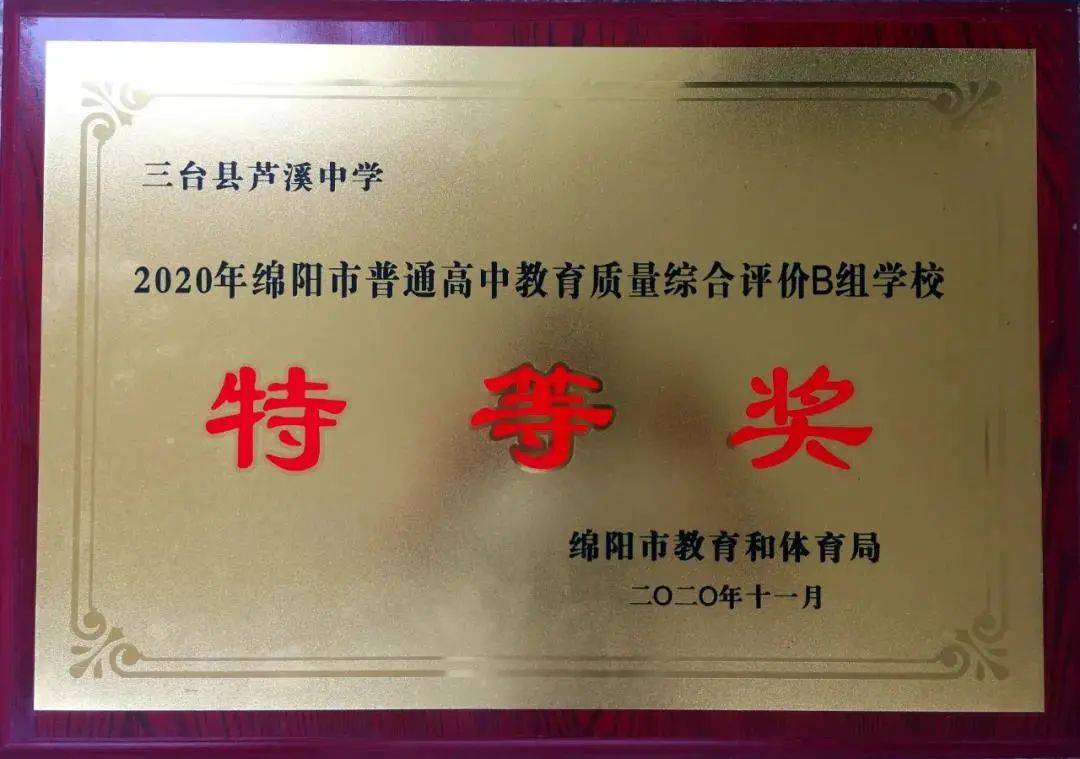 三台县芦溪中学
2020年绵阳市普通高中教育质量综合评价B组学校
特等奖
绵阳市教育和体育局
二〇二〇年十一月